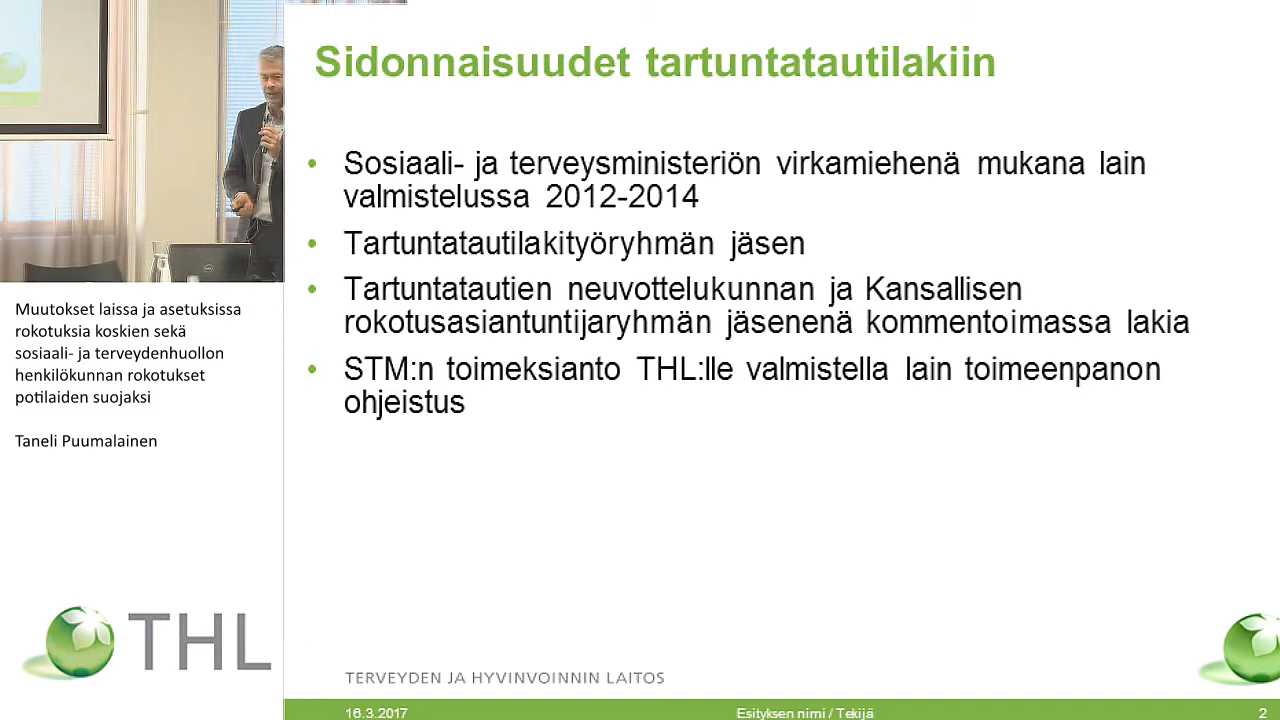 Sidonnaisuudet tartuntatautilakiin
• Sosiaali- ja terveysministeriön virkamiehenä mukana lain
valmistelussa 2012-2014
• Tartuntatautilakityöryhmän jäsen
• Tartuntatautien neuvottelukunnan ja Kansallisen
rokotusasiantuntijaryhmän jäsenenä kommentoimassa lakia
• STM:n toimeksianto THL:lle valmistella lain toimeenpanon
ohjeistus
Muutokset laissa ja asetuksissa
rokotuksia koskien sekä
sosiaali- ja terveydenhuollon
henkilökunnan rokotukset
potilaiden suojaksi
Taneli Puumalainen
THL
TERVEYDEN JA HYVINVOINNIN LAITOS
16.3.2017
Esityksen nimi / Tekijä
2